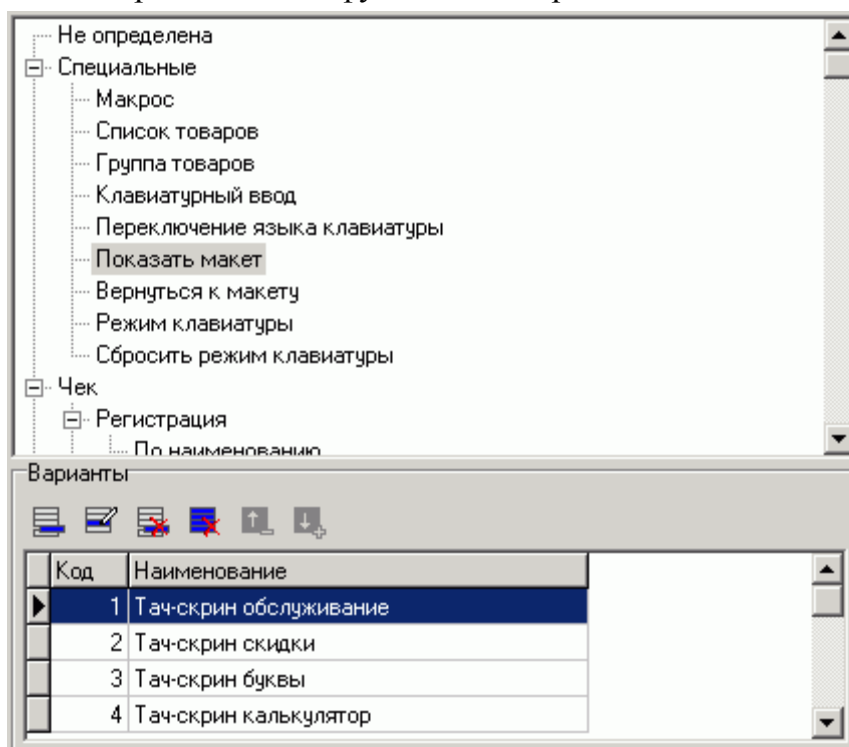 Не определена
Специальные
Макрос
Список товаров
Группа товаров
Клавиатурный ввод
Переключение языка клавиатуры
Показать макет
Вернуться к макету
Режим клавиатуры
Сбросить режим клавиатуры
Чек
Регистрация
По наименованию
Варианты
Код Наименование
1 Тач-скрин обслуживание
2 Тач-скрин скидки
3 Тач-скрин буквы
4 Тач-скрин калькулятор